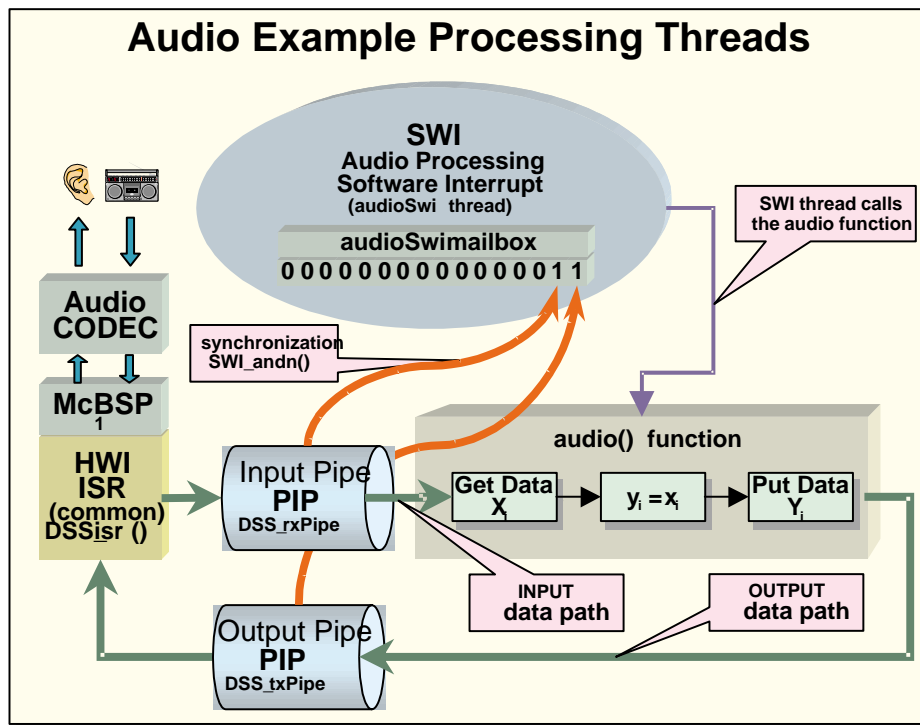 Audio Example Processing Threads
SWI
Audio Processing
Software Interrupt
(audioSwi thread)
audioSwimailbox
0 0 0 0 0 0 0 0 0 0 0 0 0 0 0 1 1
SWI thread calls
the audio function
Audio
CODEC
synchronization
SWI_andn()
McBSP
1
HWI
ISR
(common)
DSSisr ()
Input Pipe
PIP
DSS_rxPipe
audio() function
Get Data
Xi
yi = xi
Put Data
Yi
INPUT
data path
OUTPUT
data path
Output Pipe
PIP
DSS_txPipe